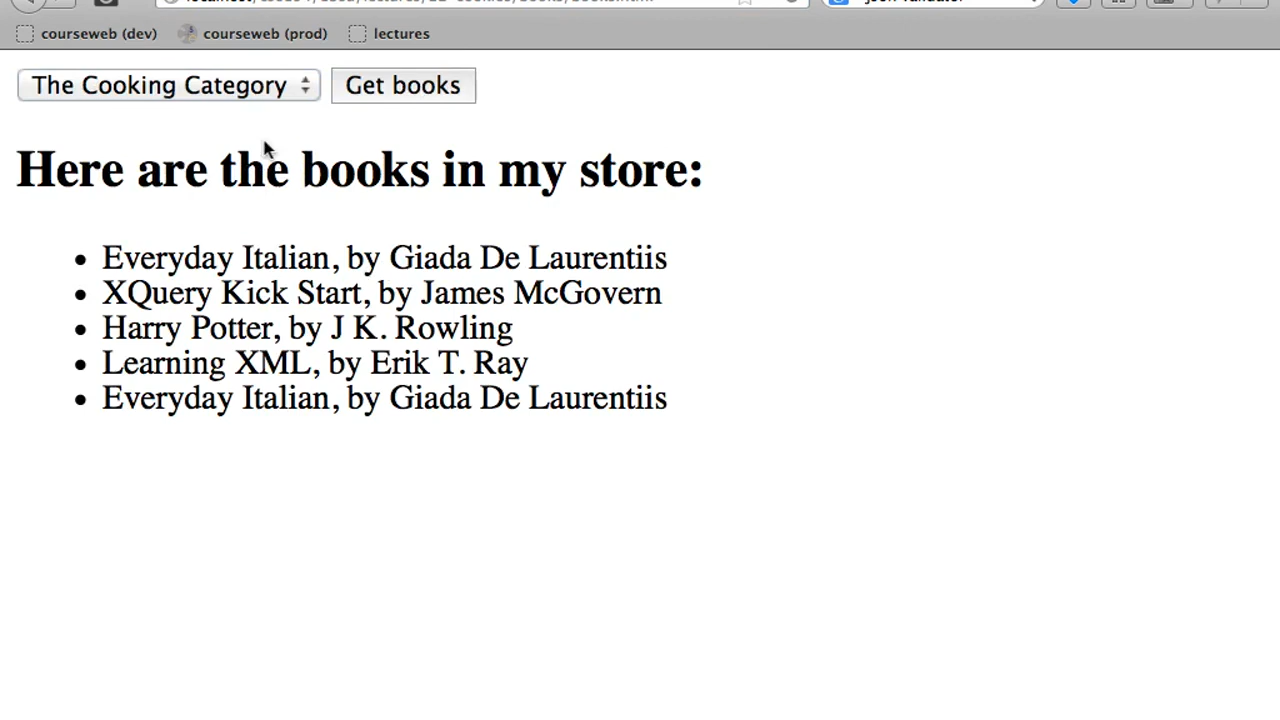 courseweb (dev) courseweb (prod) lectures
The Cooking Category Get books
Here are the books in my store:
Everyday Italian, by Giada De Laurentiis
XQuery Kick Start, by James McGovern
Harry Potter, by J K. Rowling
Learning XML, by Erik T. Ray
Everyday Italian, by Giada De Laurentiis